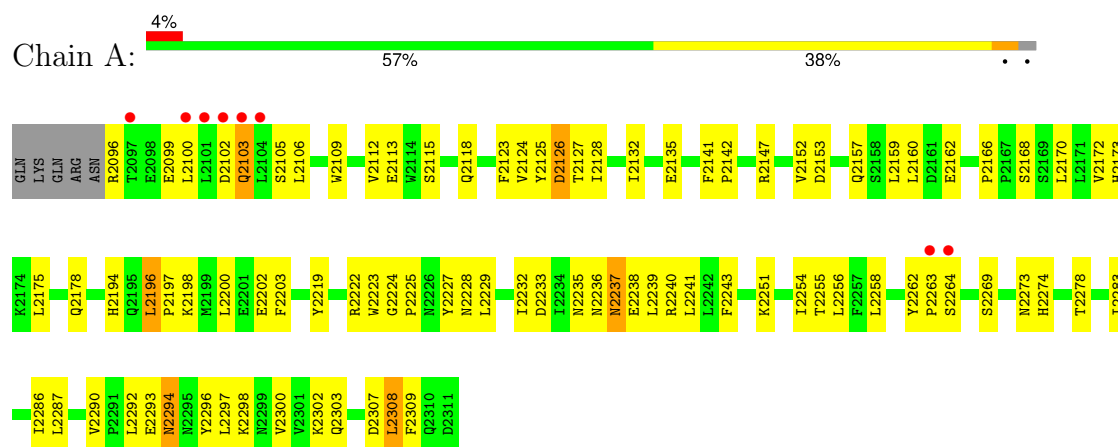 4%
Chain A:
57% 38% • •
GLN LYS GLN ARG ASN R2096 T2097 E2098 E2099 L2100 L2101 D2102 Q2103 L2104 S2105 L2106 W2109 V2112 E2113 W2114 S2115 Q2118 F2123 V2124 Y2125 D2126 T2127 I2128 I2132 E2135 F2141 P2142 R2147 V2152 D2153 Q2157 S2158 L2159 L2160 D2161 E2162 P2166 P2167 S2168 S2169 L2170 L2171 V2172 H2173
K2174 L2175 Q2178 H2194 Q2195 L2196 P2197 K2198 M2199 L2200 E2201 E2202 F2203 Y2219 R2222 W2223 G2224 P2225 N2226 Y2227 N2228 L2229 I2232 D2233 I2234 N2235 N2236 N2237 E2238 L2239 R2240 L2241 L2242 F2243 K2251 I2254 T2255 L2256 F2257 L2258 Y2262 P2263 S2264 S2269 N2273 H2274 T2278 I2283
I2286 L2287 V2290 P2291 L2292 E2293 N2294 N2295 Y2296 L2297 K2298 N2299 V2300 V2301 K2302 Q2303 D2307 L2308 F2309 Q2310 D2311